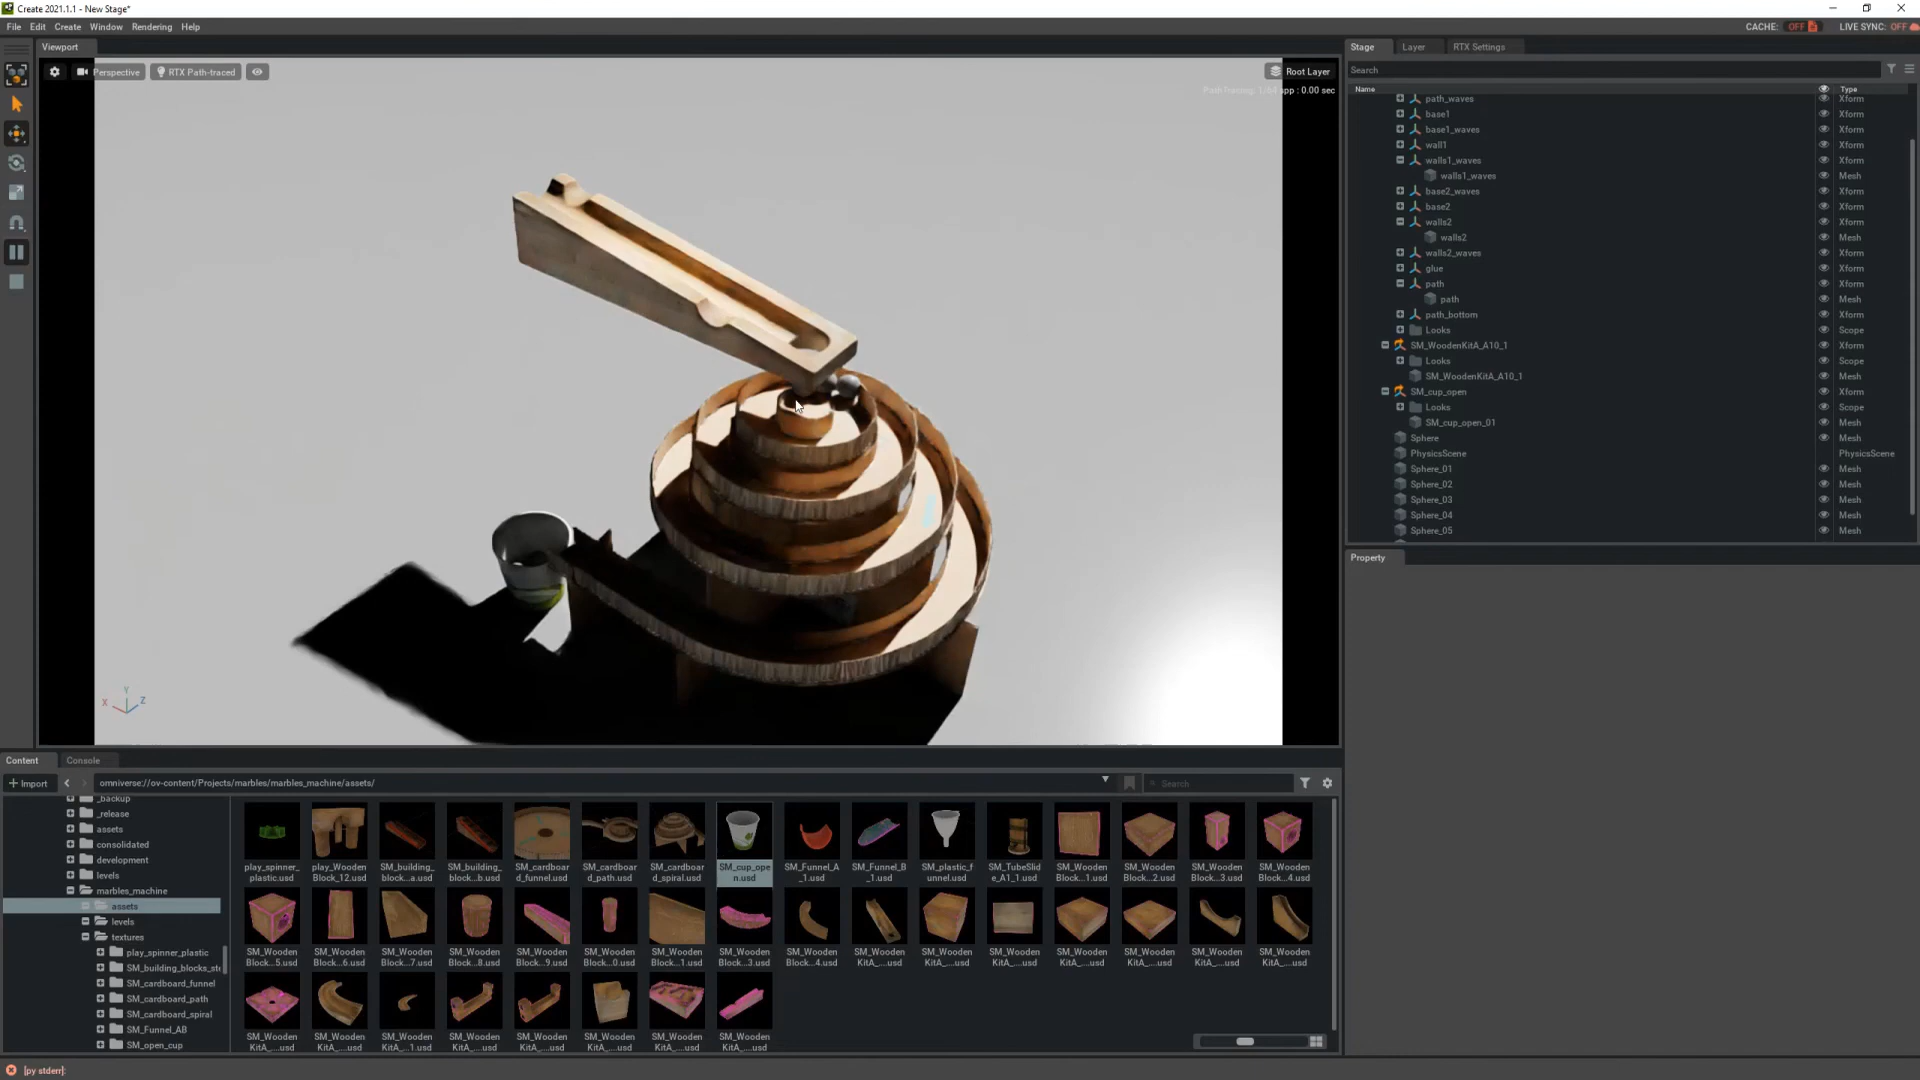 Create 2021.1.1 - New Stage*
File Edit Create Window Rendering Help
CACHE: OFF LIVE SYNC: OFF
Viewport
Perspective RTX Path-traced
Root Layer
PathTracing: 1/64 spp : 0.00 sec
X Y Z
Stage Layer RTX Settings
Search
Name Type
path_waves Xform
base1 Xform
base1_waves Xform
wall1 Xform
walls1_waves Xform
walls1_waves Mesh
base2_waves Xform
base2 Xform
walls2 Xform
walls2 Mesh
walls2_waves Xform
glue Xform
path Xform
path Mesh
path_bottom Xform
Looks Scope
SM_WoodenKitA_A10_1 Xform
Looks Scope
SM_WoodenKitA_A10_1 Mesh
SM_cup_open Xform
Looks Scope
SM_cup_open_01 Mesh
Sphere Mesh
PhysicsScene PhysicsScene
Sphere_01 Mesh
Sphere_02 Mesh
Sphere_03 Mesh
Sphere_04 Mesh
Sphere_05 Mesh
Property
Content Console
+ Import omniverse://ov-content/Projects/marbles/marbles_machine/assets/ Search
_backup
_release
assets
consolidated
development
levels
marbles_machine
assets
levels
textures
play_spinner_plastic
SM_building_blocks_st
SM_cardboard_funnel
SM_cardboard_path
SM_cardboard_spiral
SM_Funnel_AB
SM_open_cup
play_spinner_ play_Wooden SM_building_ SM_building_ SM_cardboar SM_cardboar SM_cardboar SM_cup_ope SM_Funnel_A SM_Funnel_B SM_plastic_f SM_TubeSlid SM_Wooden SM_Wooden SM_Wooden SM_Wooden
plastic.usd Block_12.usd block...a.usd block...b.usd d_funnel.usd d_path.usd d_spiral.usd n.usd _1.usd _1.usd unnel.usd e_A1_1.usd Block...1.usd Block...2.usd Block...3.usd Block...4.usd
SM_Wooden SM_Wooden SM_Wooden SM_Wooden SM_Wooden SM_Wooden SM_Wooden SM_Wooden SM_Wooden SM_Wooden SM_Wooden SM_Wooden SM_Wooden SM_Wooden SM_Wooden SM_Wooden
Block...5.usd Block...6.usd Block...7.usd Block...8.usd Block...9.usd Block...0.usd Block...1.usd Block...3.usd Block...4.usd KitA_....usd KitA_....usd KitA_....usd KitA_....usd KitA_....usd KitA_....usd KitA_....usd
SM_Wooden SM_Wooden SM_Wooden SM_Wooden SM_Wooden SM_Wooden SM_Wooden SM_Wooden
KitA_....usd KitA_....usd KitA_...1.usd KitA_....usd KitA_....usd KitA_....usd KitA_....usd KitA_....usd
[py stderr]: